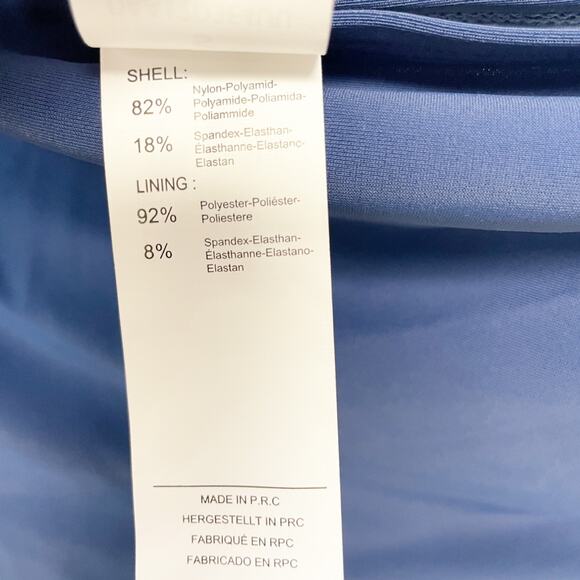 SHELL:
82% Nylon-Polyamid-
Polyamide-Poliamida-
Poliammide
18% Spandex-Elasthan-
Élasthanne-Elastanc-
Elastan
LINING :
92% Polyester-Poliéster-
Poliestere
8% Spandex-Elasthan-
Élasthanne-Elastano-
Elastan
MADE IN P.R.C
HERGESTELLT IN PRC
FABRIQUÉ EN RPC
FABRICADO EN RPC